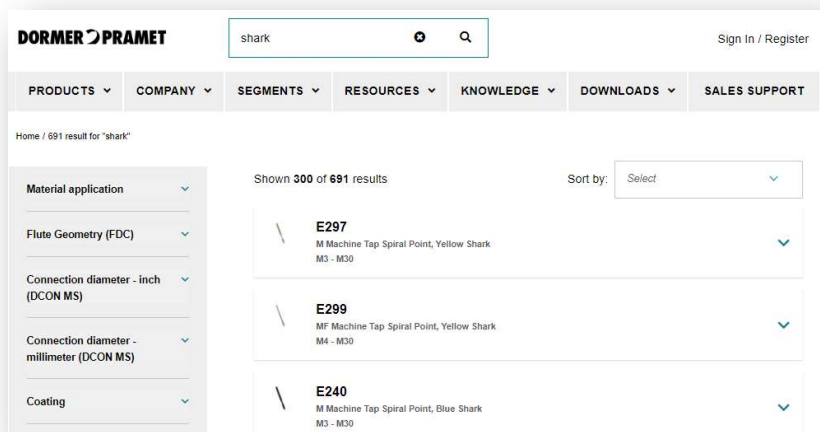 DORMER PRAMET
shark
Sign In / Register
PRODUCTS
COMPANY
SEGMENTS
RESOURCES
KNOWLEDGE
DOWNLOADS
SALES SUPPORT
Home / 691 result for "shark"
Material application
Flute Geometry (FDC)
Connection diameter - inch
(DCON MS)
Connection diameter -
millimeter (DCON MS)
Coating
Shown 300 of 691 results
Sort by:
Select
E297
M Machine Tap Spiral Point, Yellow Shark
M3 - M30
E299
MF Machine Tap Spiral Point, Yellow Shark
M4 - M30
E240
M Machine Tap Spiral Point, Blue Shark
M3 - M30